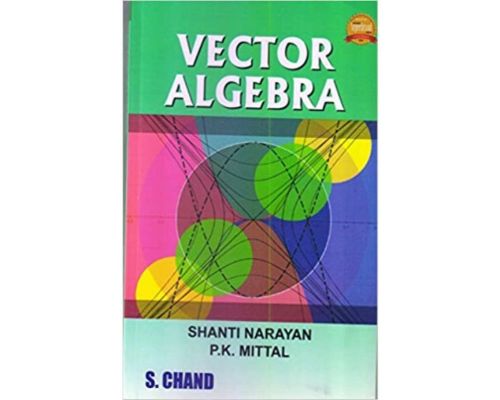 VECTOR
ALGEBRA
SHANTI NARAYAN
P.K. MITTAL
S. CHAND